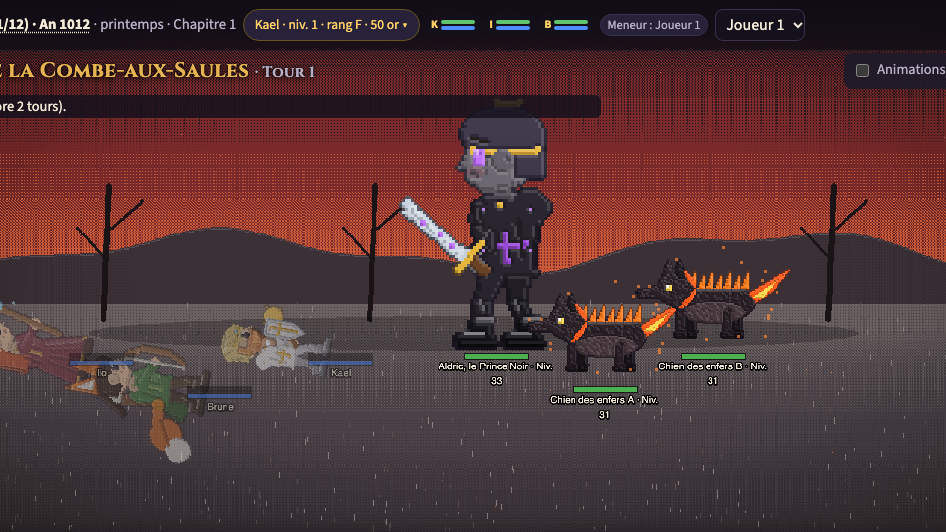 1/12) · An 1012 · printemps · Chapitre 1
Kael · niv. 1 · rang F · 50 or ▾
K I B
Meneur : Joueur 1
Joueur 1
E LA COMBE-AUX-SAULES · TOUR 1
Animations
re 2 tours).
Ilo
Kael
Brune
Aldric, le Prince Noir · Niv.
33
Chien des enfers B · Niv.
31
Chien des enfers A · Niv.
31